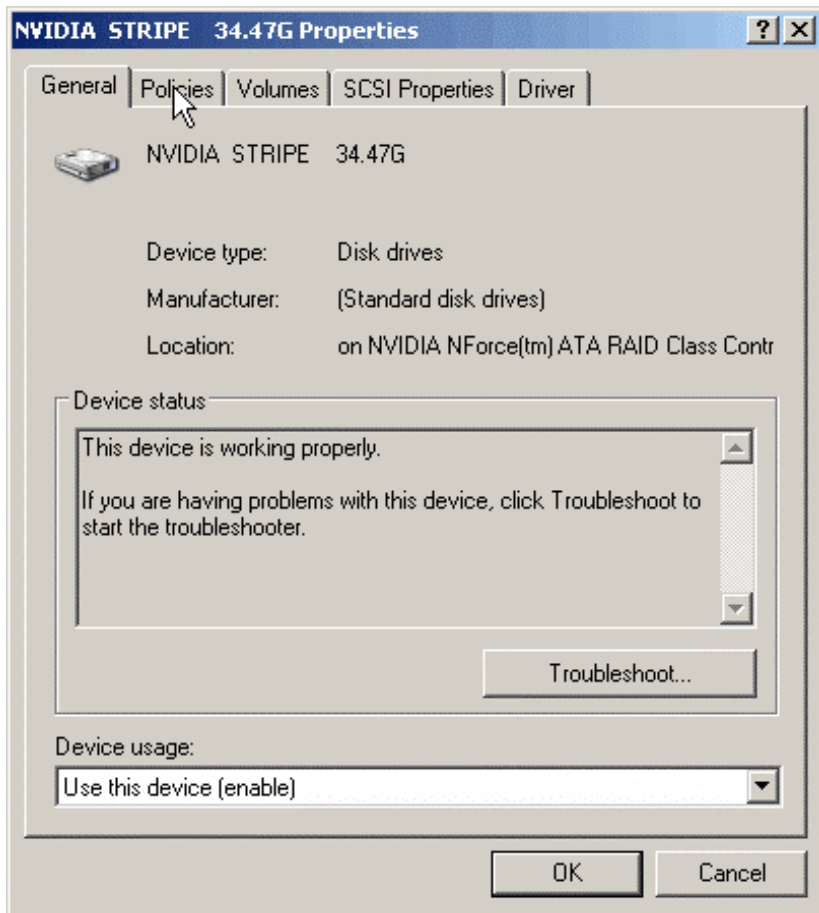 NVIDIA STRIPE 34.47G Properties
General Policies Volumes SCSI Properties Driver
NVIDIA STRIPE 34.47G
Device type: Disk drives
Manufacturer: (Standard disk drives)
Location: on NVIDIA NForce(tm) ATA RAID Class Contr
Device status
This device is working properly.
If you are having problems with this device, click Troubleshoot to
start the troubleshooter.
Troubleshoot...
Device usage:
Use this device (enable)
OK Cancel